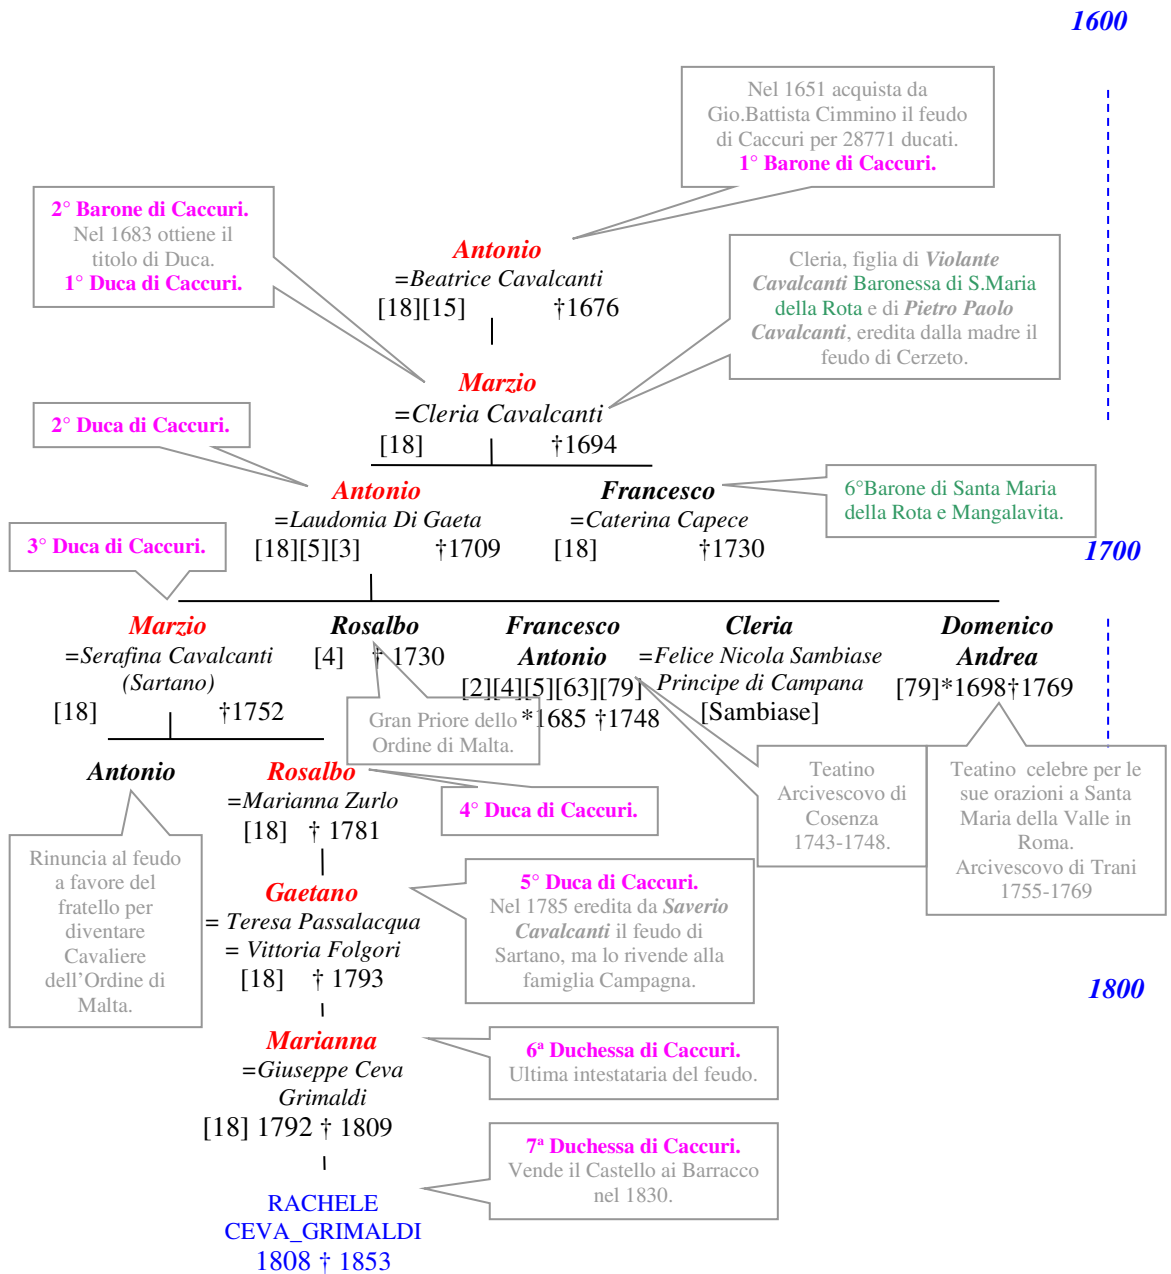 1600
Nel 1651 acquista da
Gio.Battista Cimmino il feudo
di Caccuri per 28771 ducati.
1° Barone di Caccuri.
2° Barone di Caccuri.
Nel 1683 ottiene il
titolo di Duca.
1° Duca di Caccuri.
Antonio
=Beatrice Cavalcanti
[18][15] †1676
Cleria, figlia di Violante
Cavalcanti Baronessa di S.Maria
della Rota e di Pietro Paolo
Cavalcanti, eredita dalla madre il
feudo di Cerzeto.
Marzio
=Cleria Cavalcanti
[18] †1694
2° Duca di Caccuri.
Antonio
=Laudomia Di Gaeta
[18][5][3] †1709
Francesco
=Caterina Capece
[18] †1730
6°Barone di Santa Maria
della Rota e Mangalavita.
3° Duca di Caccuri.
1700
Marzio
=Serafina Cavalcanti
(Sartano)
[18] †1752
Rosalbo
[4] † 1730
Gran Priore dello
Ordine di Malta.
Francesco
Antonio
[2][4][5][63][79]
*1685 †1748
Cleria
=Felice Nicola Sambiase
Principe di Campana
[Sambiase]
Domenico
Andrea
[79]*1698†1769
Teatino
Arcivescovo di
Cosenza
1743-1748.
Teatino celebre per le
sue orazioni a Santa
Maria della Valle in
Roma.
Arcivescovo di Trani
1755-1769
Antonio
Rinuncia al feudo
a favore del
fratello per
diventare
Cavaliere
dell’Ordine di
Malta.
Rosalbo
=Marianna Zurlo
[18] † 1781
4° Duca di Caccuri.
Gaetano
= Teresa Passalacqua
= Vittoria Folgori
[18] † 1793
5° Duca di Caccuri.
Nel 1785 eredita da Saverio
Cavalcanti il feudo di
Sartano, ma lo rivende alla
famiglia Campagna.
1800
Marianna
=Giuseppe Ceva
Grimaldi
[18] 1792 † 1809
6ª Duchessa di Caccuri.
Ultima intestataria del feudo.
7ª Duchessa di Caccuri.
Vende il Castello ai Barracco
nel 1830.
RACHELE
CEVA_GRIMALDI
1808 † 1853